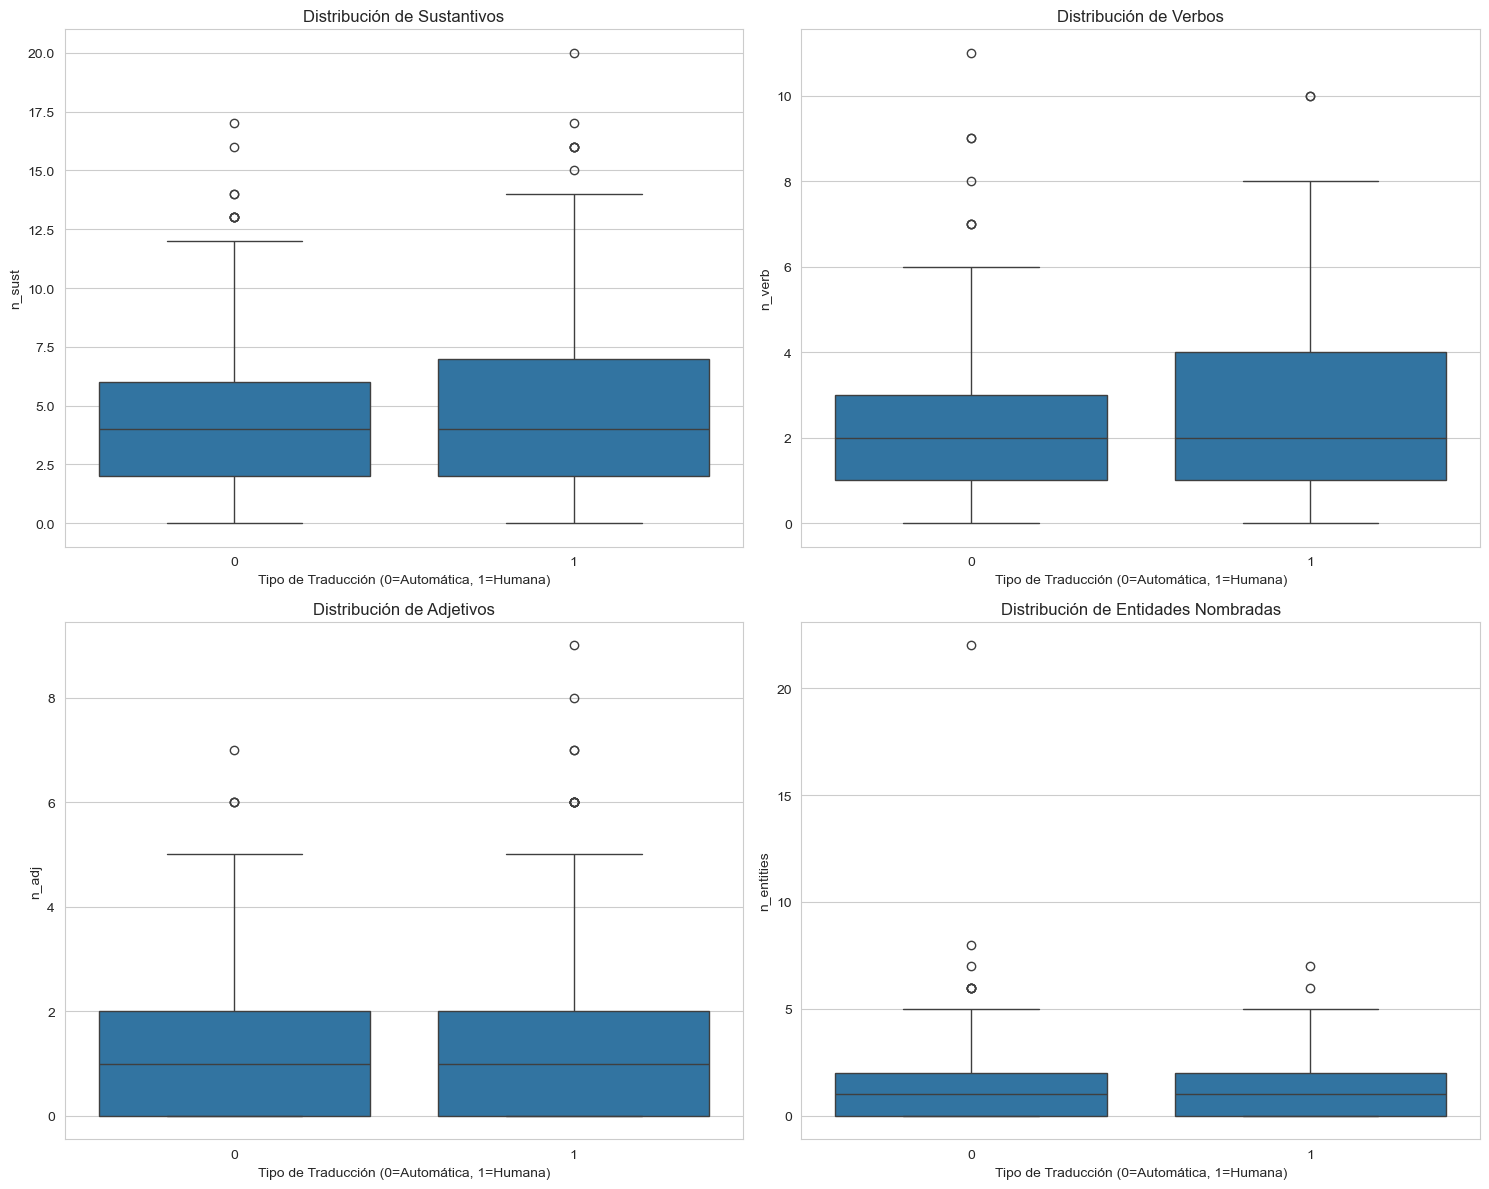 Distribución de Sustantivos
20.0
17.5
15.0
12.5
10.0
7.5
5.0
2.5
0.0
n_sust
0 1
Tipo de Traducción (0=Automática, 1=Humana)
Distribución de Verbos
10
8
6
4
2
0
n_verb
0 1
Tipo de Traducción (0=Automática, 1=Humana)
Distribución de Adjetivos
8
6
4
2
0
n_adj
0 1
Tipo de Traducción (0=Automática, 1=Humana)
Distribución de Entidades Nombradas
20
15
10
5
0
n_entities
0 1
Tipo de Traducción (0=Automática, 1=Humana)